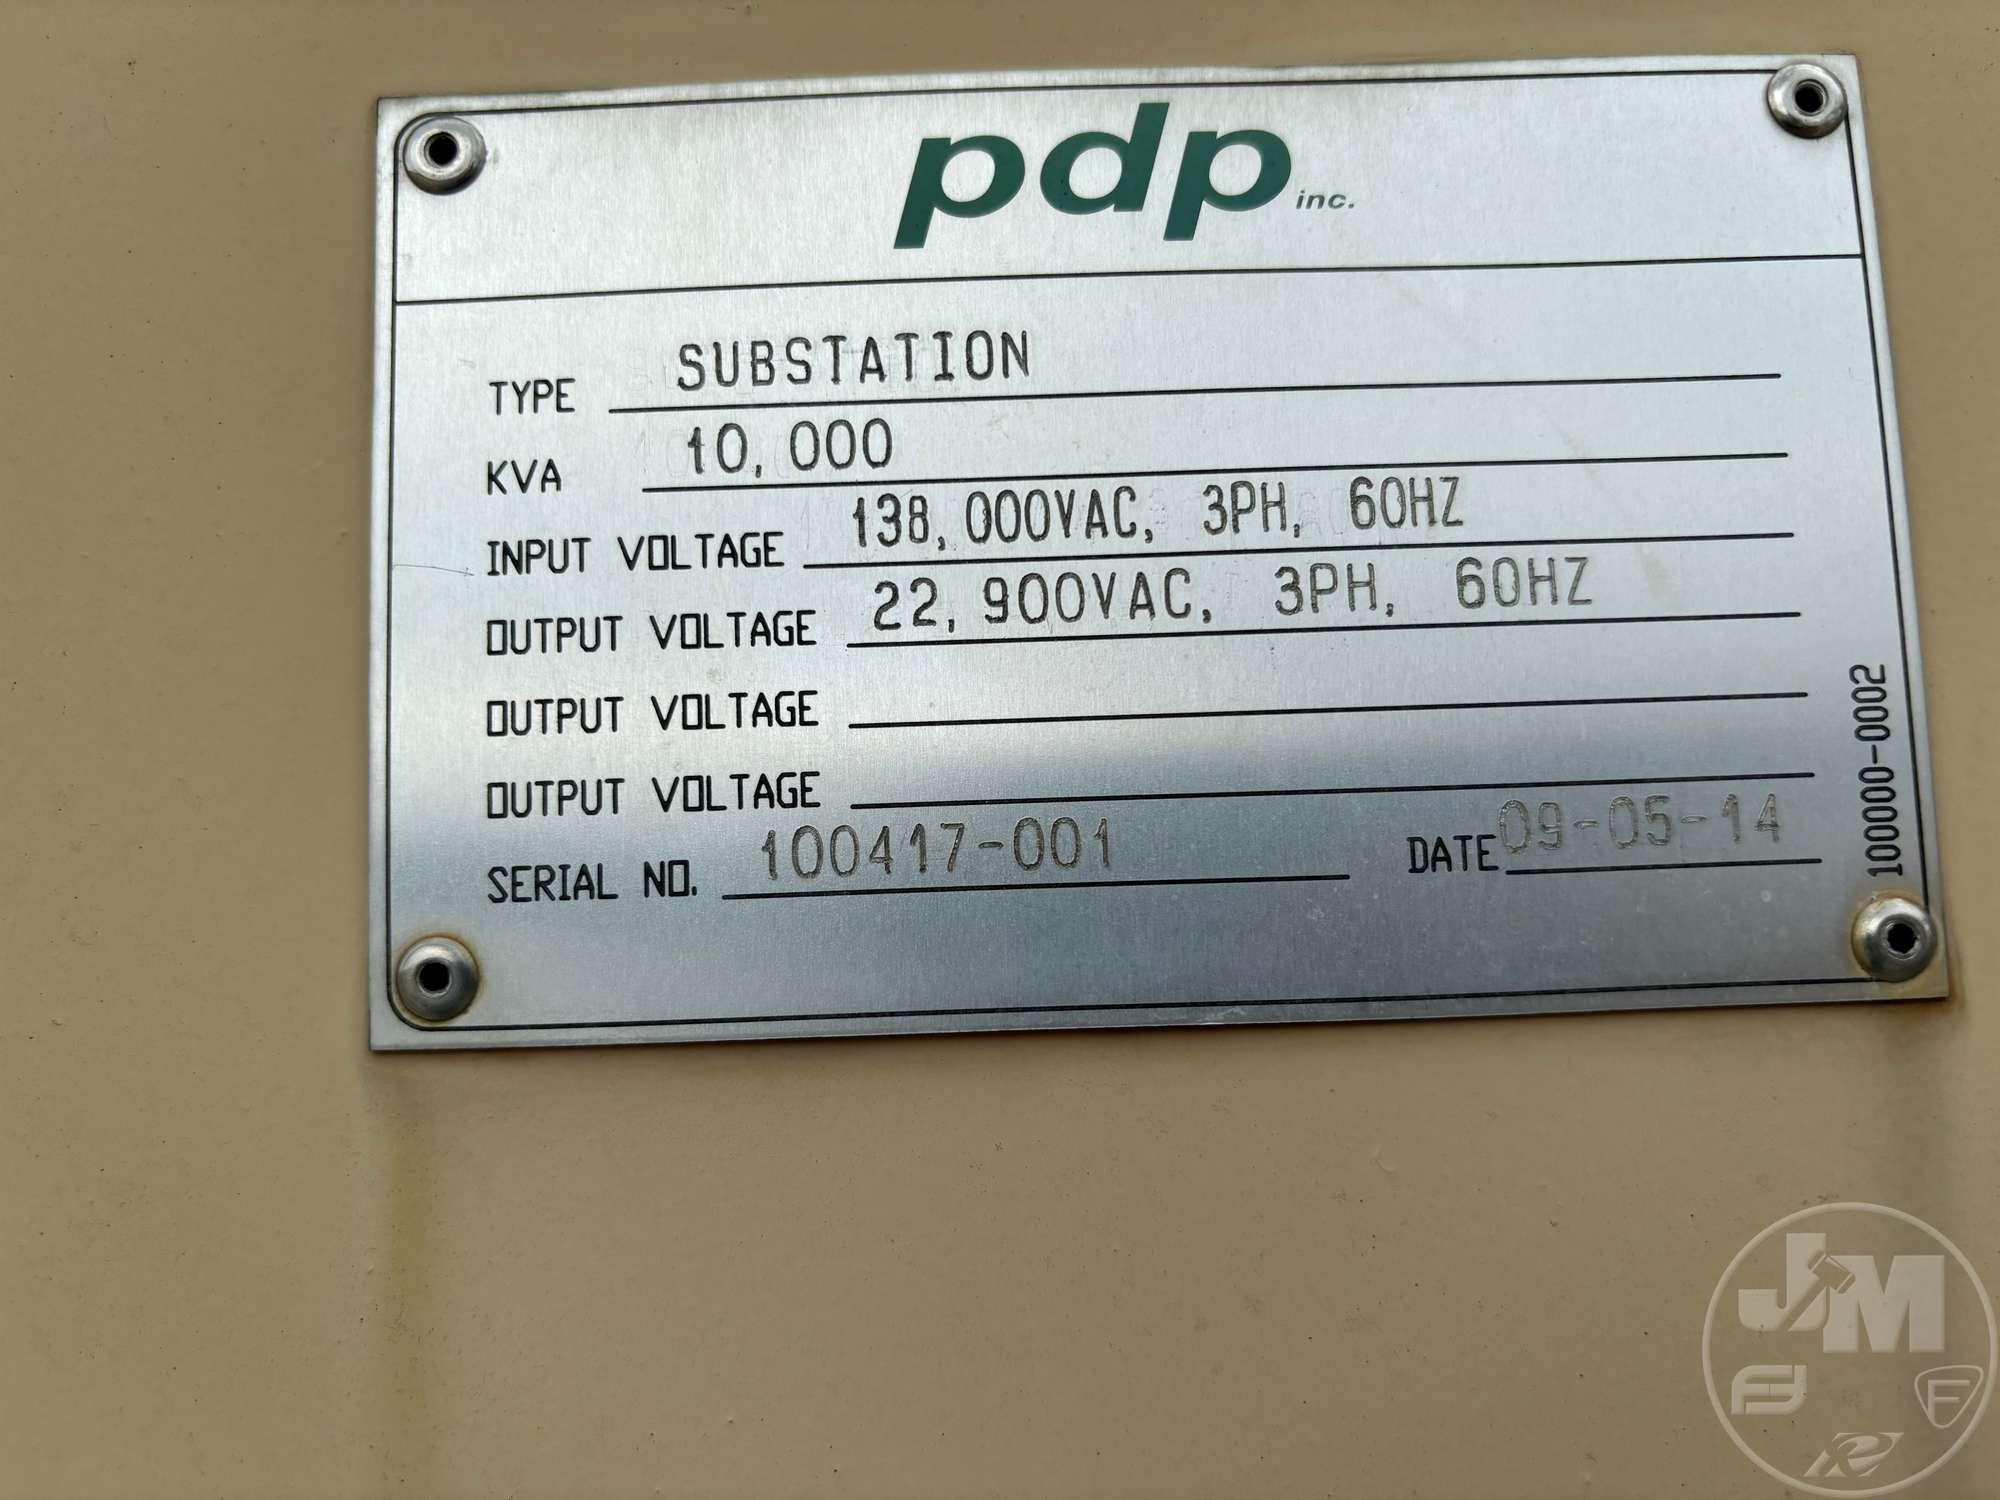 pdp inc.
TYPE SUBSTATION
KVA 10,000
INPUT VOLTAGE 138,000VAC, 3PH, 60HZ
OUTPUT VOLTAGE 22,900VAC, 3PH, 60HZ
OUTPUT VOLTAGE
OUTPUT VOLTAGE
SERIAL NO. 100417-001 DATE 09-05-14
100000-0002
JM
F